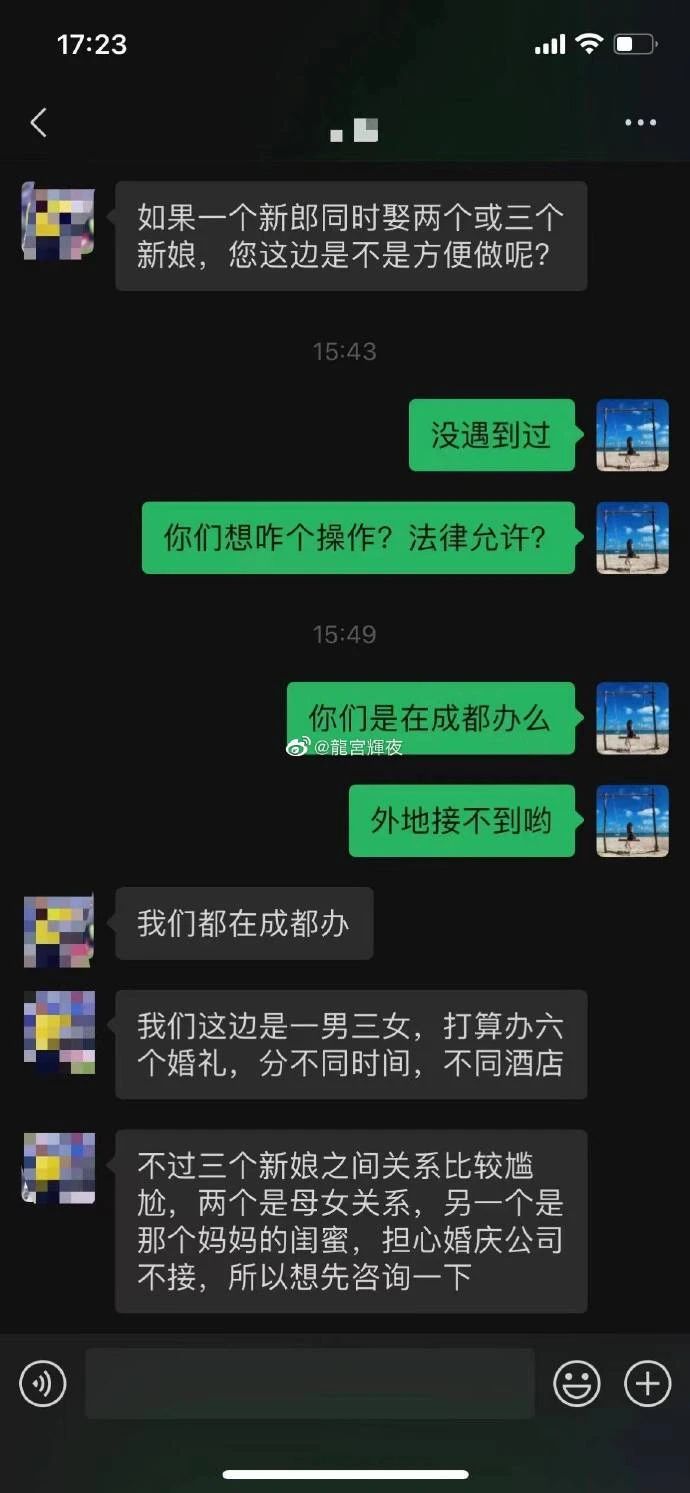 17:23
如果一个新郎同时娶两个或三个
新娘，您这边是不是方便做呢？
15:43
没遇到过
你们想咋个操作？法律允许？
15:49
你们是在成都办么
@龍宮輝夜
外地接不到哟
我们都在成都办
我们这边是一男三女，打算办六
个婚礼，分不同时间，不同酒店
不过三个新娘之间关系比较尴
尬，两个是母女关系，另一个是
那个妈妈的闺蜜，担心婚庆公司
不接，所以想先咨询一下